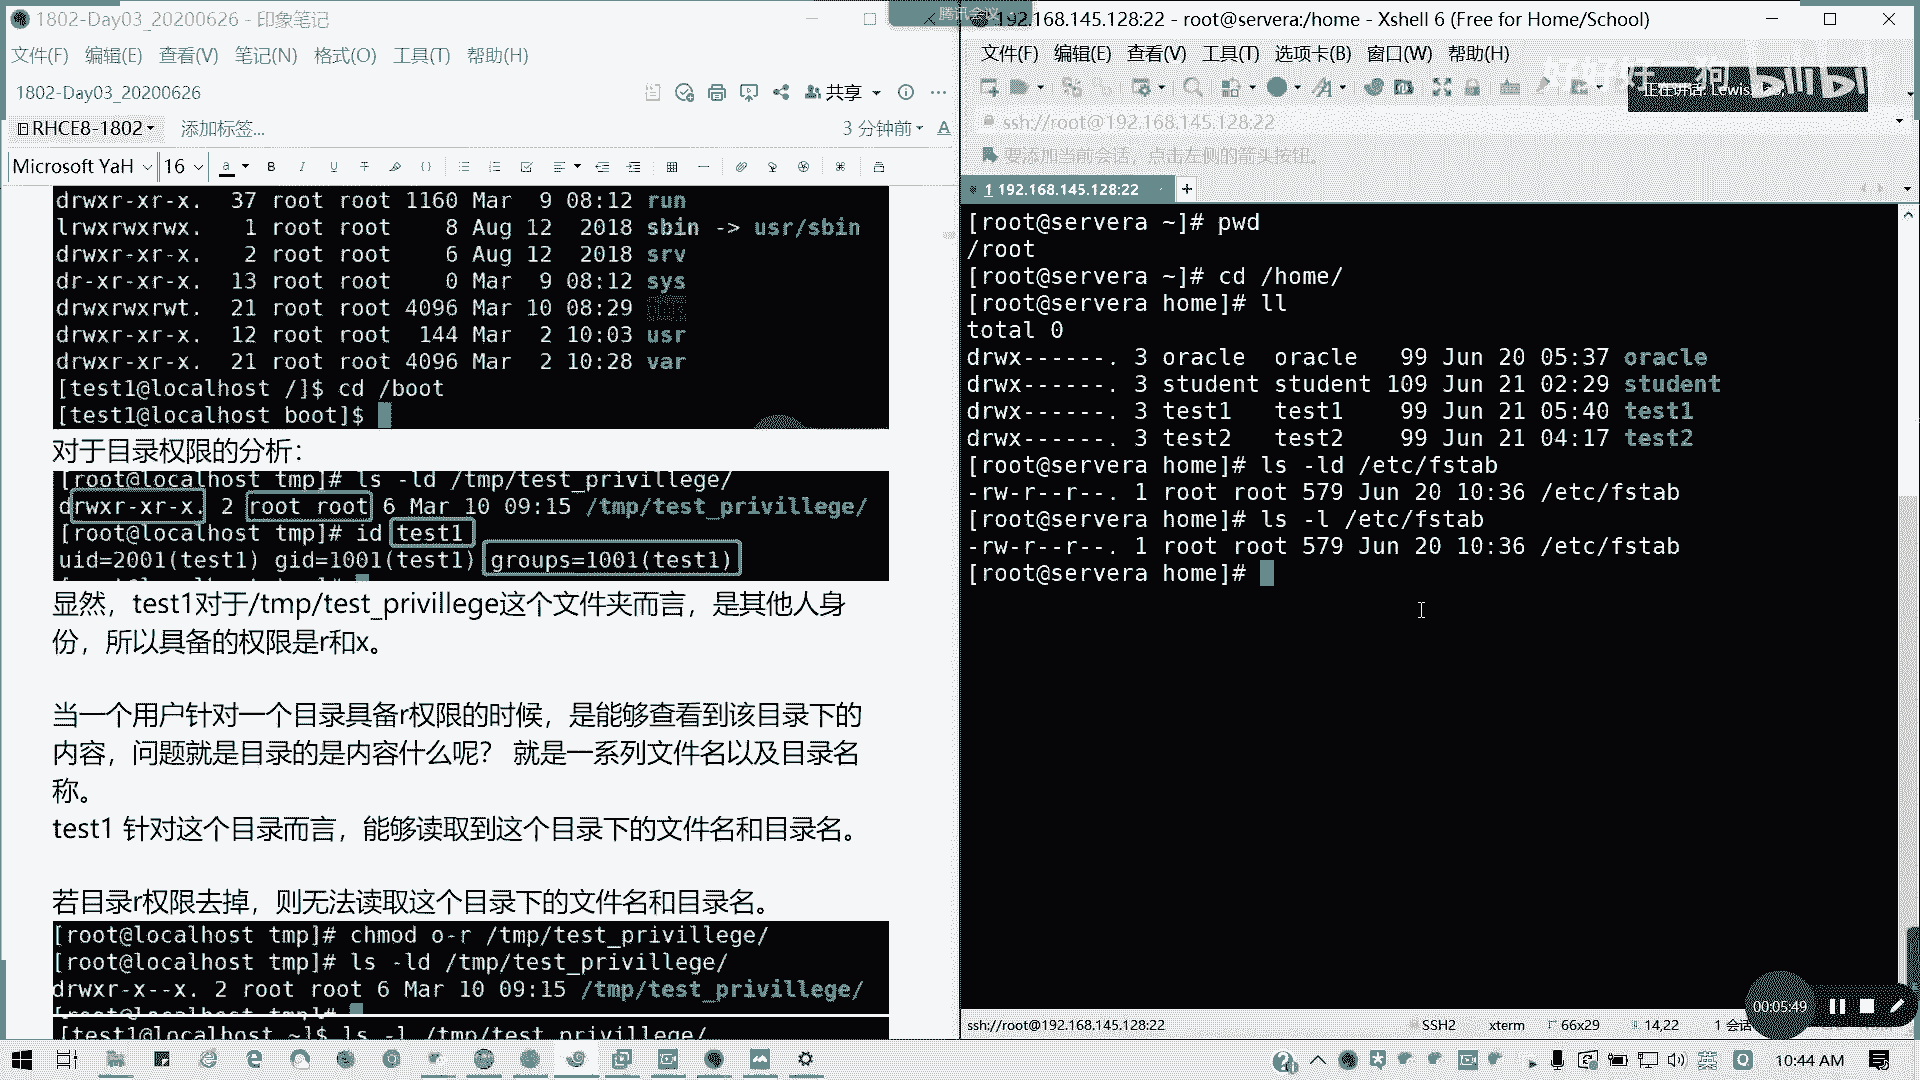 1802-Day03_20200626 - 印象笔记
文件(F) 编辑(E) 查看(V) 笔记(N) 格式(O) 工具(T) 帮助(H)
1802-Day03_20200626
共享
RHCE8-1802 添加标签...
3 分钟前
Microsoft YaH 16
drwxr-xr-x. 37 root root 1160 Mar 9 08:12 run
lrwxrwxrwx. 1 root root 8 Aug 12 2018 sbin -> usr/sbin
drwxr-xr-x. 2 root root 6 Aug 12 2018 srv
dr-xr-xr-x. 13 root root 0 Mar 9 08:12 sys
drwxrwxrwt. 21 root root 4096 Mar 10 08:29
drwxr-xr-x. 12 root root 144 Mar 2 10:03 usr
drwxr-xr-x. 21 root root 4096 Mar 2 10:28 var
[test1@localhost /]$ cd /boot
[test1@localhost boot]$
对于目录权限的分析：
[root@localhost tmp]# ls -ld /tmp/test_privillege/
drwxr-xr-x. 2 root root 6 Mar 10 09:15 /tmp/test_privillege/
[root@localhost tmp]# id test1
uid=2001(test1) gid=1001(test1) groups=1001(test1)
显然，test1对于/tmp/test_privillege这个文件夹而言，是其他人身
份，所以具备的权限是r和x。
当一个用户针对一个目录具备r权限的时候，是能够查看到该目录下的
内容，问题就是目录的是内容什么呢？ 就是一系列文件名以及目录名
称。
test1 针对这个目录而言，能够读取到这个目录下的文件名和目录名。
若目录r权限去掉，则无法读取这个目录下的文件名和目录名。
[root@localhost tmp]# chmod o-r /tmp/test_privillege/
[root@localhost tmp]# ls -ld /tmp/test_privillege/
drwxr-x--x. 2 root root 6 Mar 10 09:15 /tmp/test_privillege/
[root@localhost tmp]#
[test1@localhost ~]$ ls -l /tmp/test_privillege/
腾讯会议
192.168.145.128:22 - root@servera:/home - Xshell 6 (Free for Home/School)
文件(F) 编辑(E) 查看(V) 工具(T) 选项卡(B) 窗口(W) 帮助(H)
bilibili
正在讲话: Lewis
ssh://root@192.168.145.128:22
要添加当前会话，点击左侧的箭头按钮。
1 192.168.145.128:22
[root@servera ~]# pwd
/root
[root@servera ~]# cd /home/
[root@servera home]# ll
total 0
drwx------. 3 oracle oracle 99 Jun 20 05:37 oracle
drwx------. 3 student student 109 Jun 21 02:29 student
drwx------. 3 test1 test1 99 Jun 21 05:40 test1
drwx------. 3 test2 test2 99 Jun 21 04:17 test2
[root@servera home]# ls -ld /etc/fstab
-rw-r--r--. 1 root root 579 Jun 20 10:36 /etc/fstab
[root@servera home]# ls -l /etc/fstab
-rw-r--r--. 1 root root 579 Jun 20 10:36 /etc/fstab
[root@servera home]#
00:05:49
ssh://root@192.168.145.128:22 SSH2 xterm 66x29 14,22 1 会话
英
10:44 AM